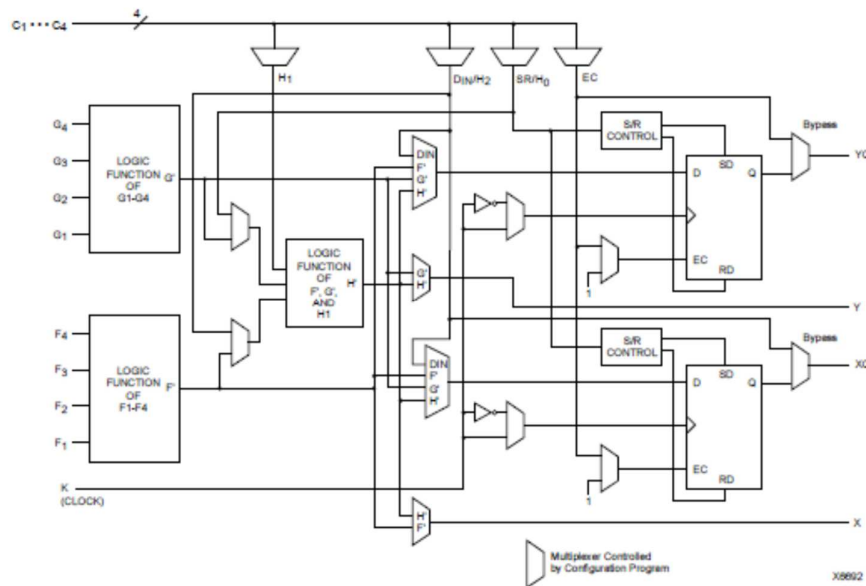 C1 • • • C4
4
H1
DIN/H2
SR/H0
EC
G4
G3
G2
G1
LOGIC
FUNCTION
OF
G1-G4
G'
DIN
F'
G'
H'
S/R
CONTROL
Bypass
SD
D
Q
YQ
EC
RD
1
LOGIC
FUNCTION
OF
F', G',
AND
H1
H'
G'
H'
Y
F4
F3
F2
F1
LOGIC
FUNCTION
OF
F1-F4
F'
DIN
F'
G'
H'
S/R
CONTROL
Bypass
SD
D
Q
XQ
EC
RD
1
K
(CLOCK)
H'
F'
X
Multiplexer Controlled
by Configuration Program
X6692